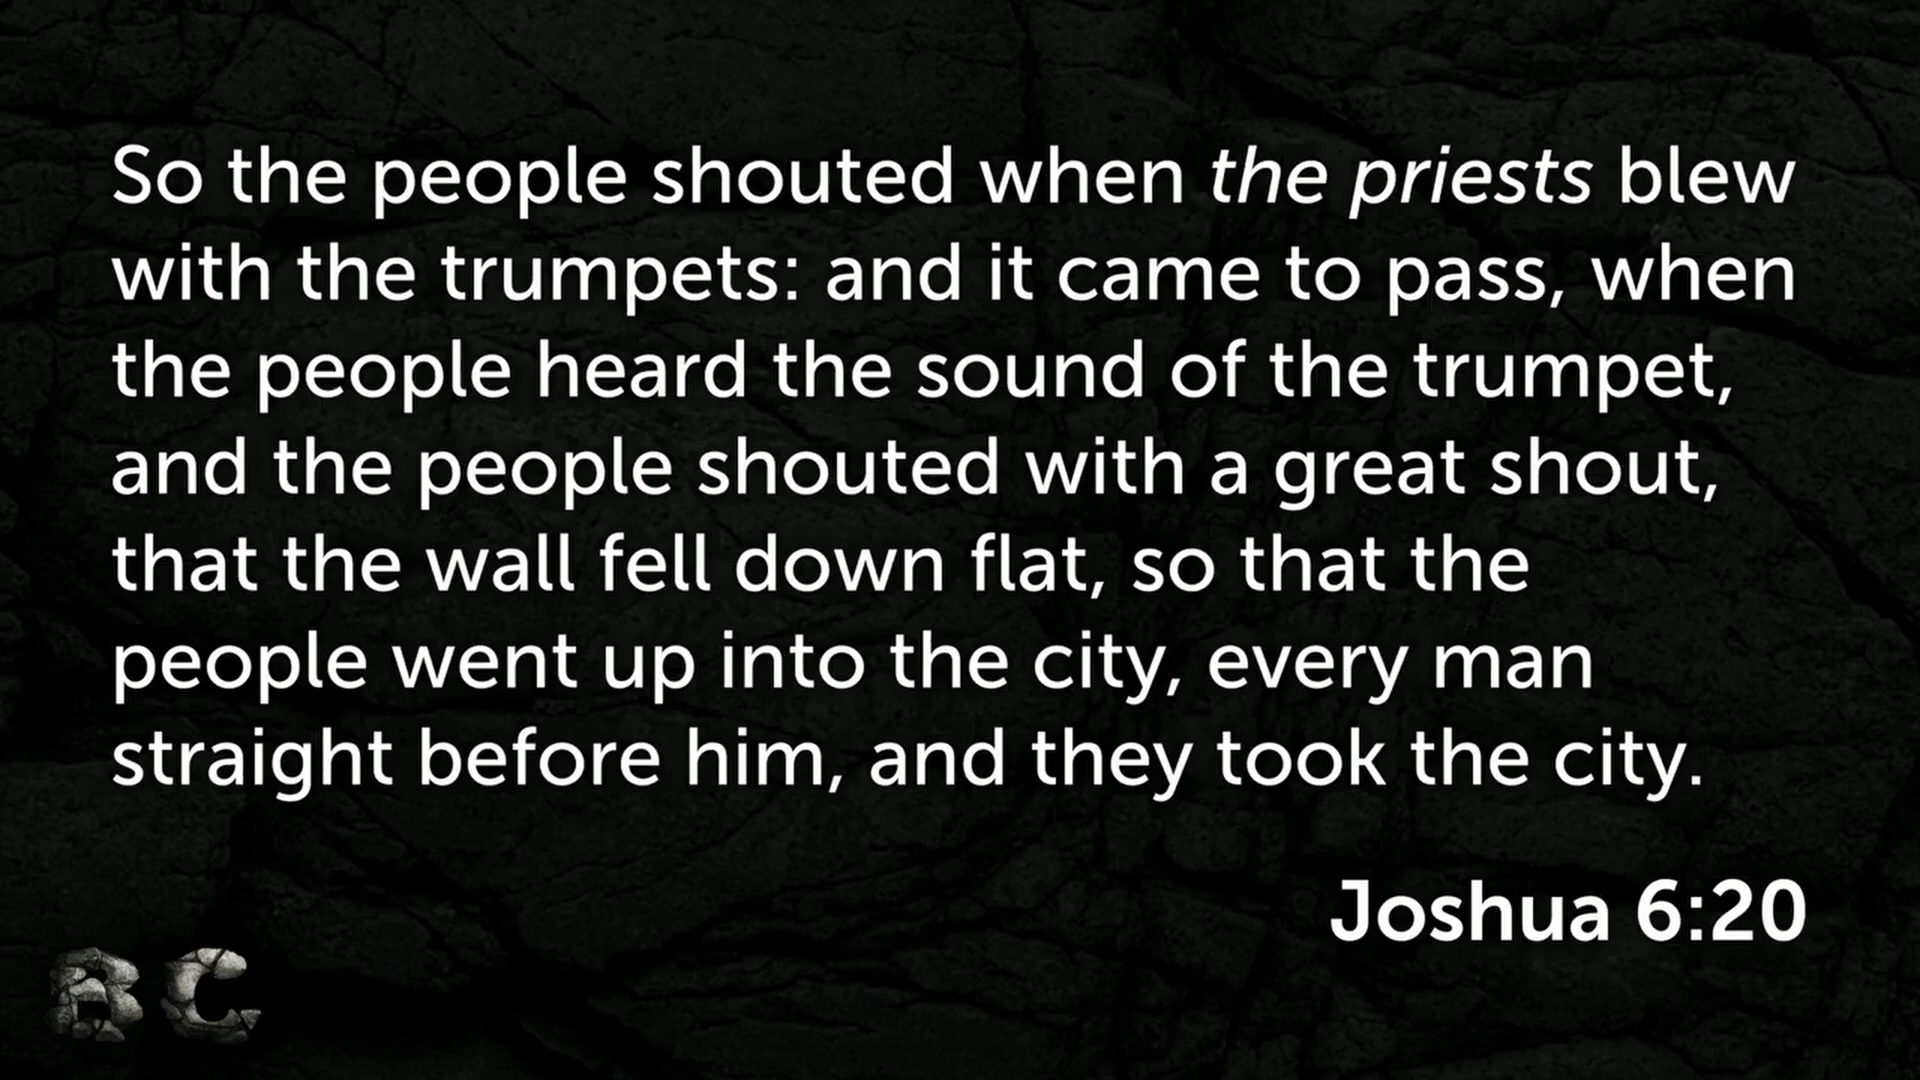 So the people shouted when the priests blew
with the trumpets: and it came to pass, when
the people heard the sound of the trumpet,
and the people shouted with a great shout,
that the wall fell down flat, so that the
people went up into the city, every man
straight before him, and they took the city.
Joshua 6:20
BC